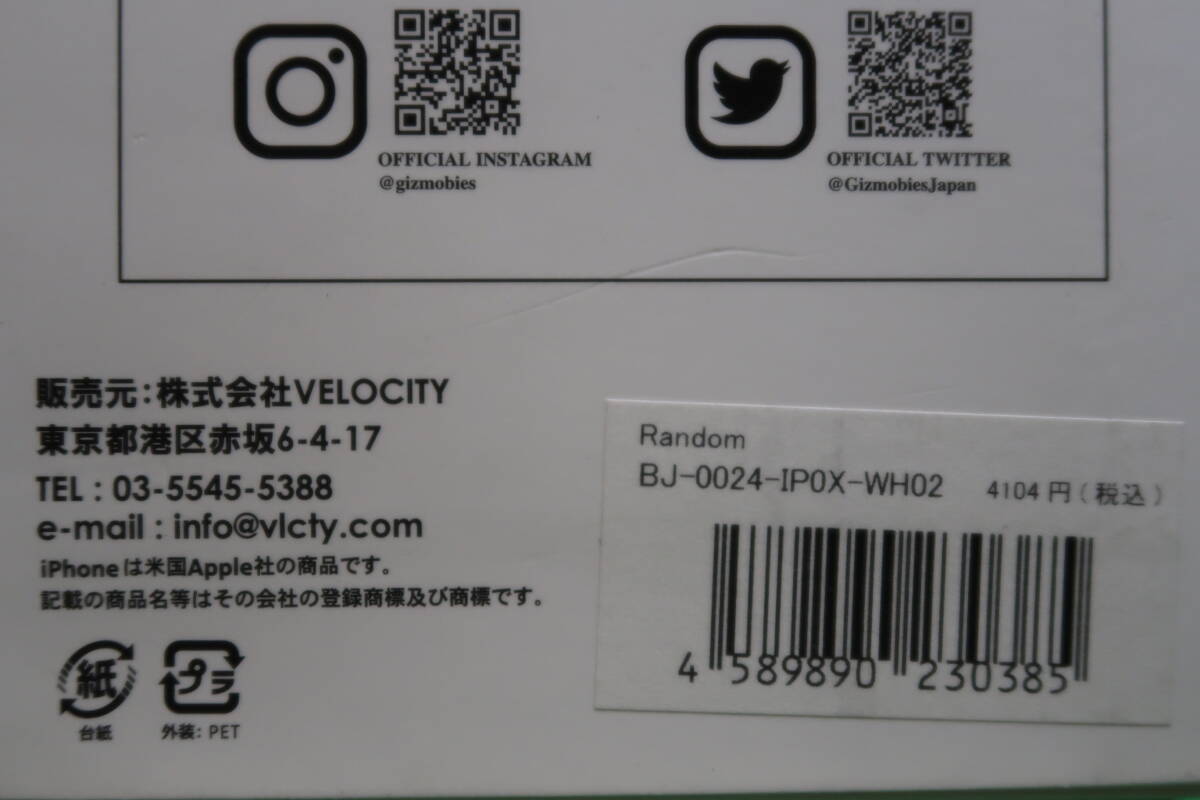 OFFICIAL INSTAGRAM
@gizmobies
OFFICIAL TWITTER
@GizmobiesJapan
販売元:株式会社VELOCITY
東京都港区赤坂6-4-17
TEL : 03-5545-5388
e-mail : info@vlcty.com
iPhoneは米国Apple社の商品です。
記載の商品名等はその会社の登録商標及び商標です。
紙
台紙
プラ
外装: PET
Random
BJ-0024-IP0X-WH02 4104円(税込)
4 589890 230385